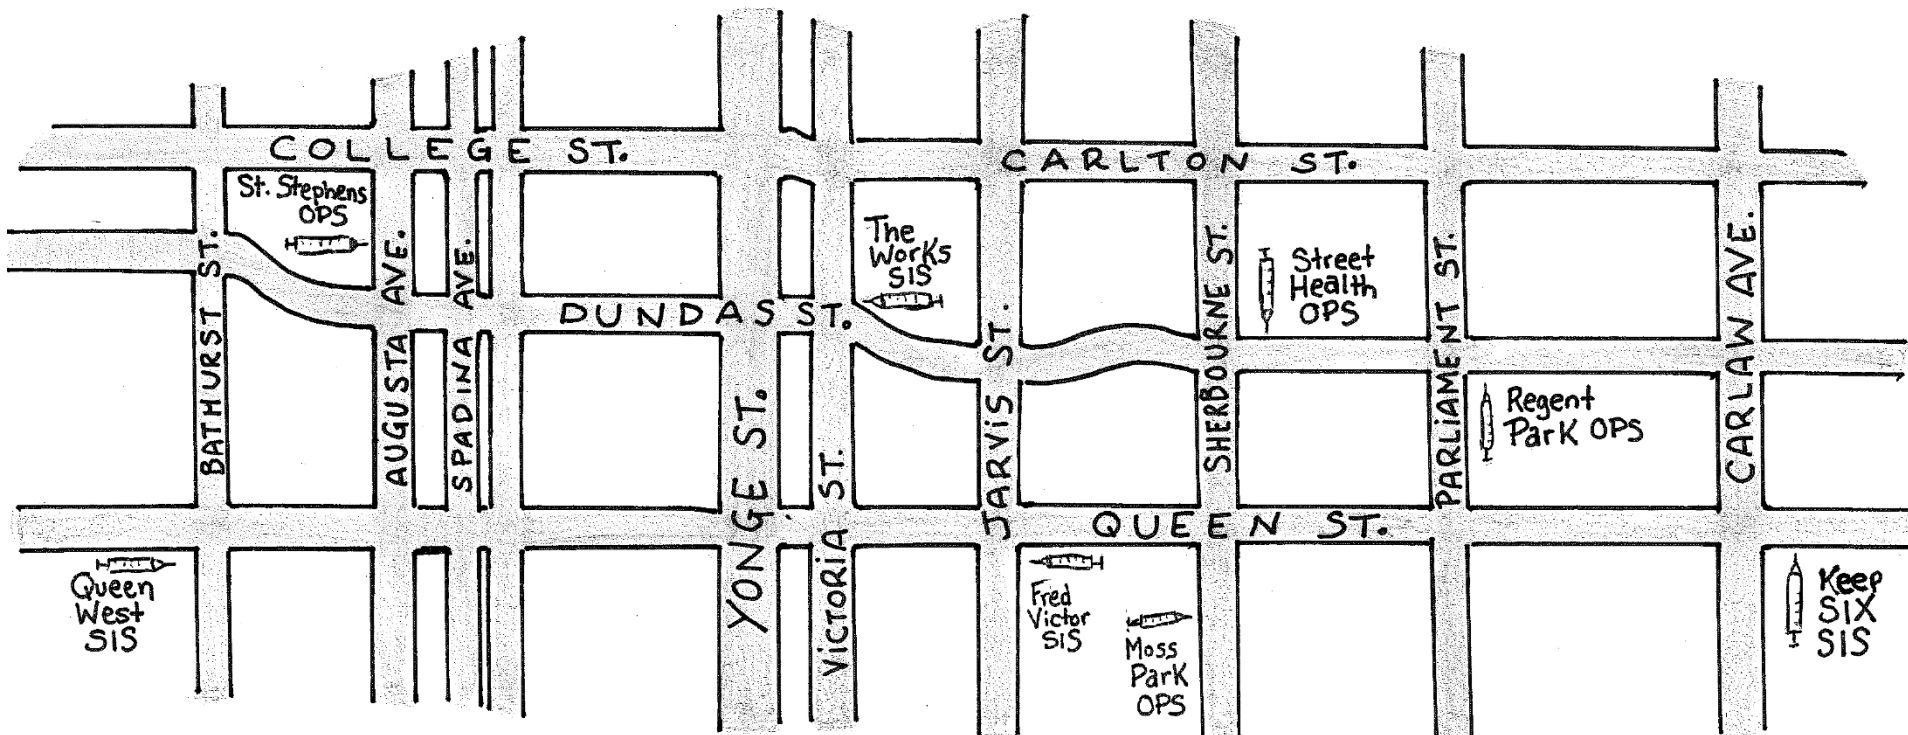 COLLEGE ST.
CARLTON ST.
St. Stephens
OPS
The
Works
SIS
Street
Health
OPS
DUNDAS ST.
BATHURST ST.
AUGUSTA AVE.
SPADINA AVE.
YONGE ST.
VICTORIA ST.
JARViS ST.
SHERBOURNE ST.
PARLiAMENT ST.
CARLAW AVE.
Regent
Park OPS
QUEEN ST.
Queen
West
SIS
Fred
Victor
SIS
Moss
Park
OPS
Keep
SIX
SIS